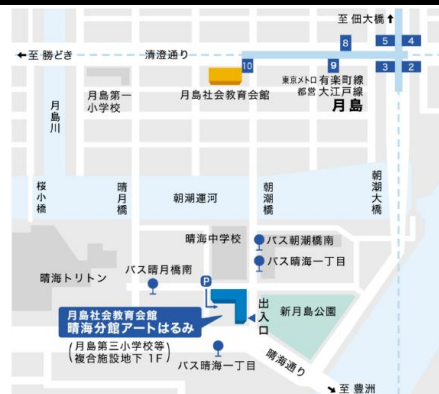 至 佃大橋
至 勝どき
清澄通り
8
5
4
10
9
3
2
月島川
月島第一
小学校
月島社会教育会館
東京メトロ 有楽町線
都営 大江戸線
月島
桜小橋
晴月橋
朝潮運河
朝潮橋
朝潮大橋
晴海中学校
バス朝潮橋南
バス晴海一丁目
晴海トリトン
バス晴月橋南
P
月島社会教育会館
晴海分館アートはるみ
(月島第三小学校等
複合施設地下 1F)
出入口
新月島公園
バス晴海一丁目
晴海通り
至 豊洲